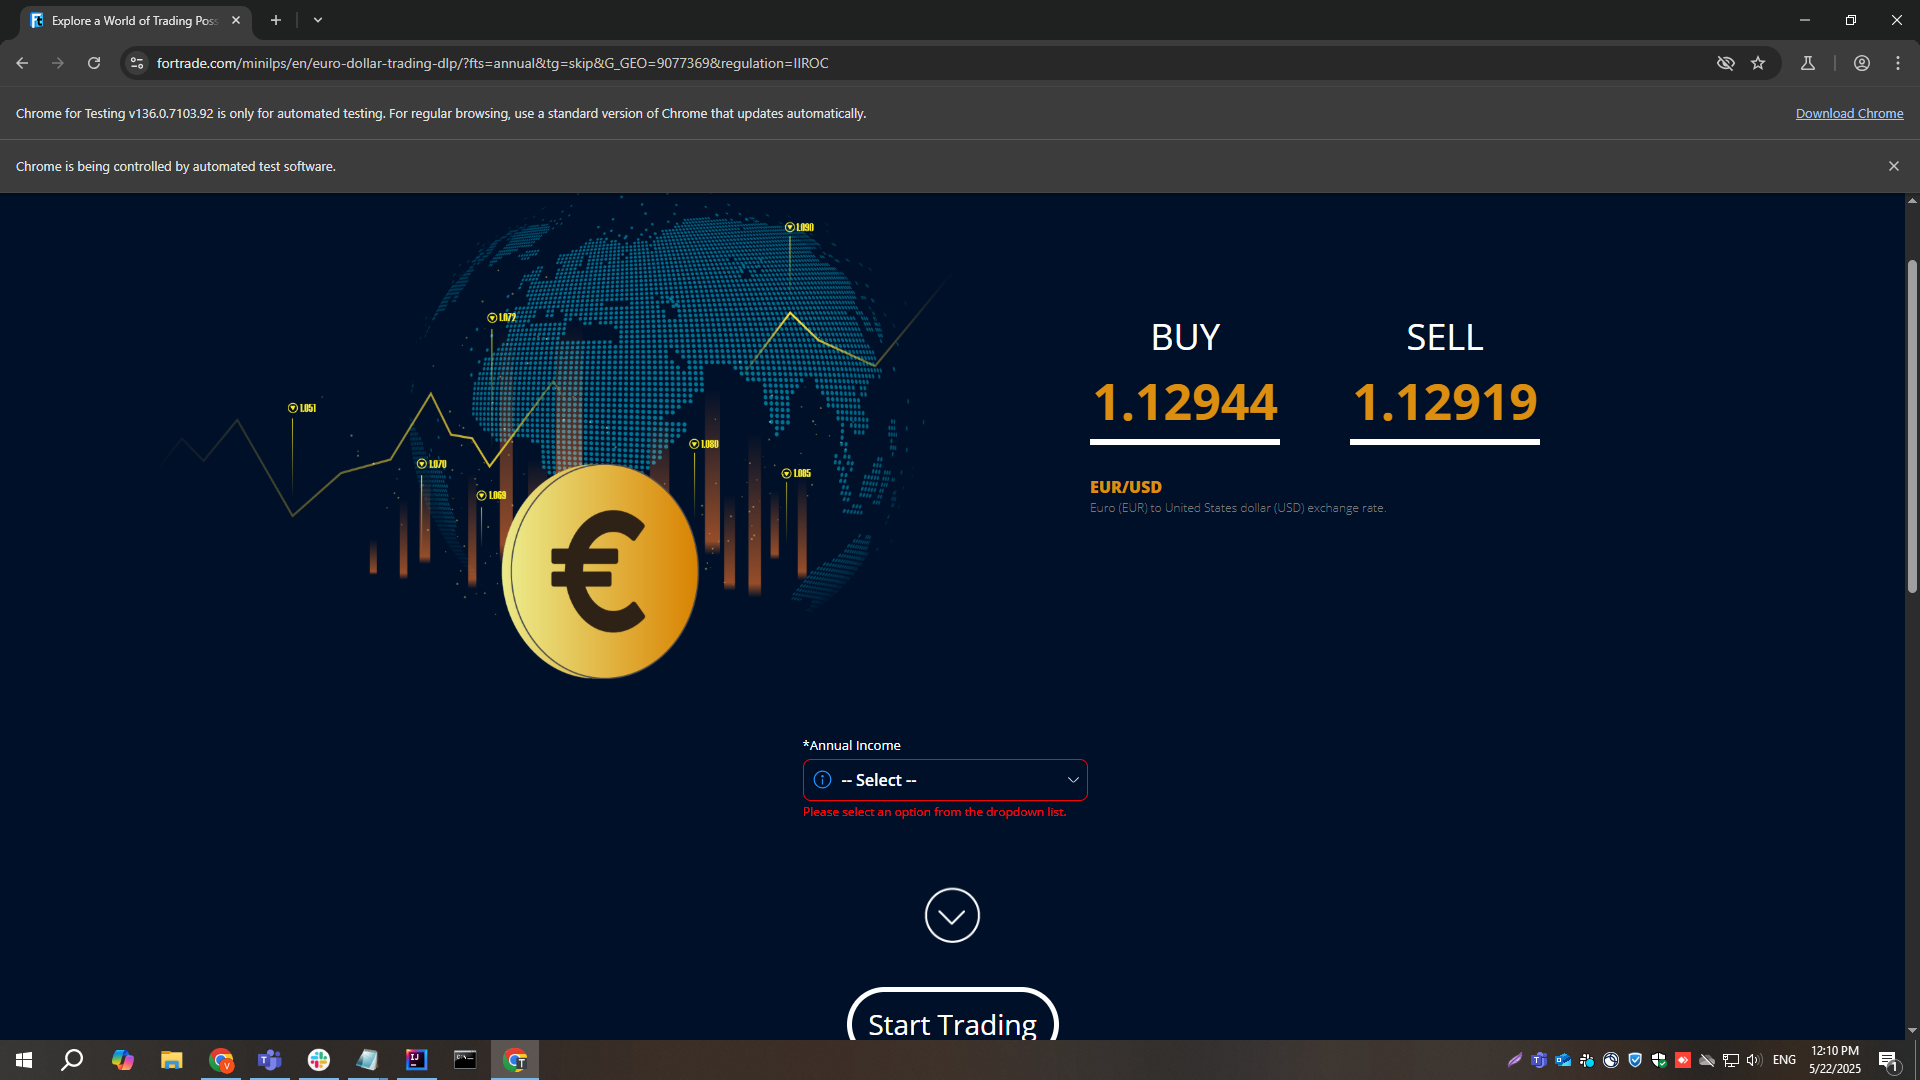 Explore a World of Trading Poss
fortrade.com/minilps/en/euro-dollar-trading-dlp/?fts=annual&tg=skip&G_GEO=9077369&regulation=IIROC
Chrome for Testing v136.0.7103.92 is only for automated testing. For regular browsing, use a standard version of Chrome that updates automatically.
Download Chrome
Chrome is being controlled by automated test software.
1.090
1.072
1.051
1.080
1.070
1.085
1.069
€
BUY
SELL
1.12944
1.12919
EUR/USD
Euro (EUR) to United States dollar (USD) exchange rate.
*Annual Income
-- Select --
Please select an option from the dropdown list.
Start Trading
ENG
12:10 PM
5/22/2025
1